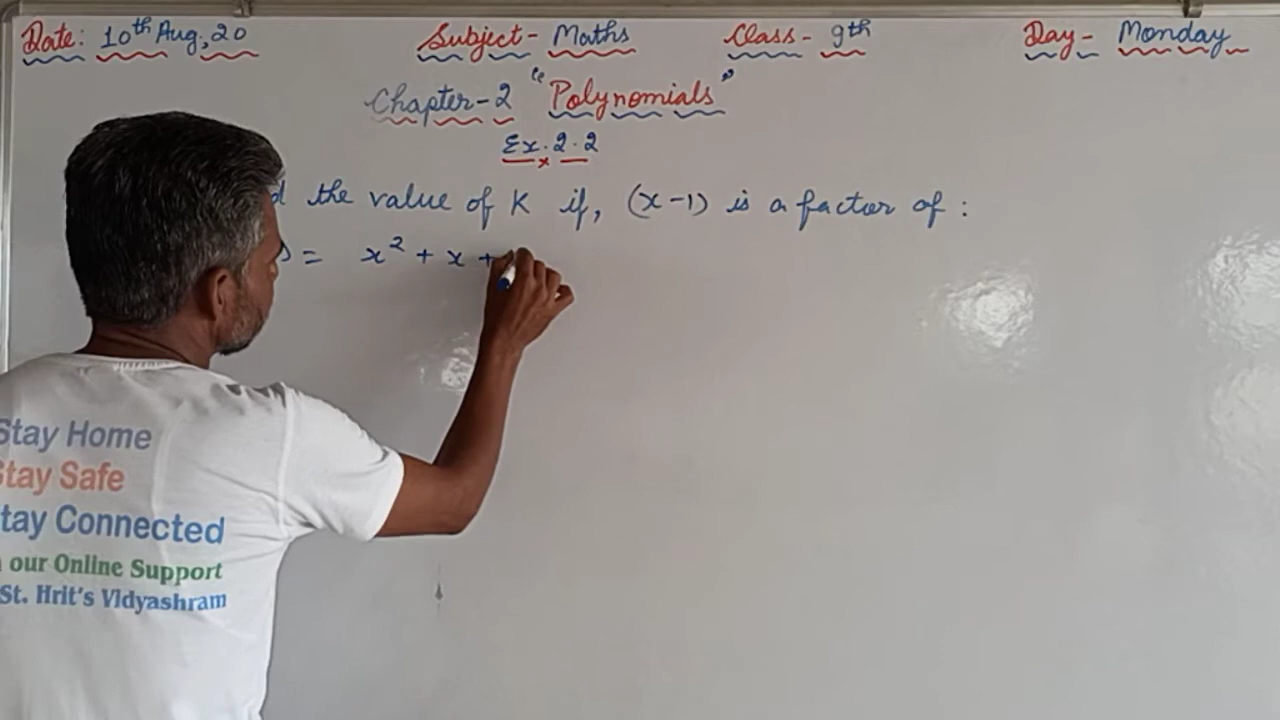 Date: 10th Aug, 20 Subject- Maths Class- 9th Day- Monday
Chapter-2 "Polynomials"
Ex. 2.2
the value of K if, (x-1) is a factor of :
= x² + x +
Stay Home
Stay Safe
Stay Connected
our Online Support
St. Hrit's Vidyashram